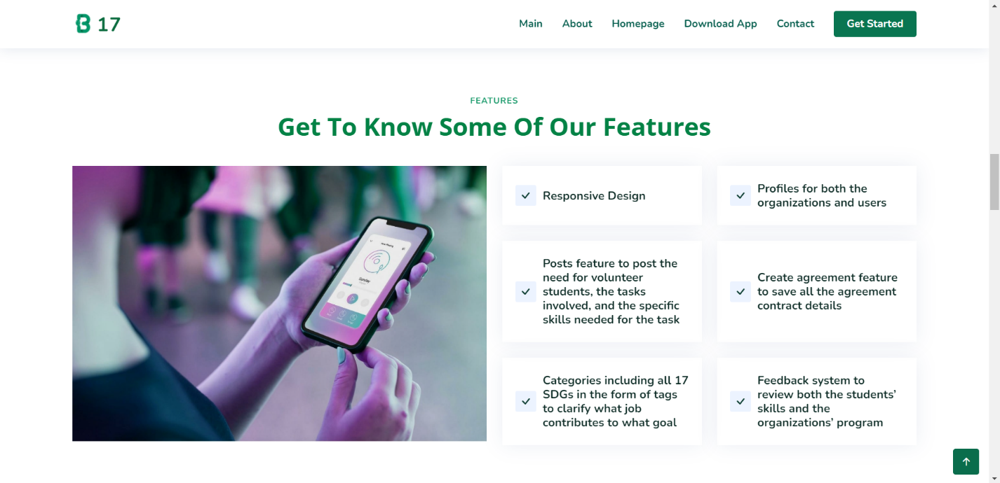 B 17
Main
About
Homepage
Download App
Contact
Get Started
FEATURES
Get To Know Some Of Our Features
Responsive Design
Profiles for both the
organizations and users
Posts feature to post the
need for volunteer
students, the tasks
involved, and the specific
skills needed for the task
Create agreement feature
to save all the agreement
contract details
Categories including all 17
SDGs in the form of tags
to clarify what job
contributes to what goal
Feedback system to
review both the students’
skills and the
organizations’ program
Sunday